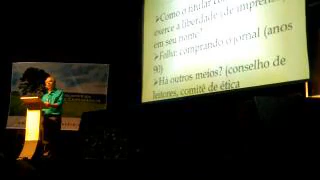 ➢Como o titular
exerce a liberdade (de imprensa)
em seu nome?
➢Folha: comprando o jornal (anos
90)
➢Há outros meios? (conselho de
leitores, comitê de ética